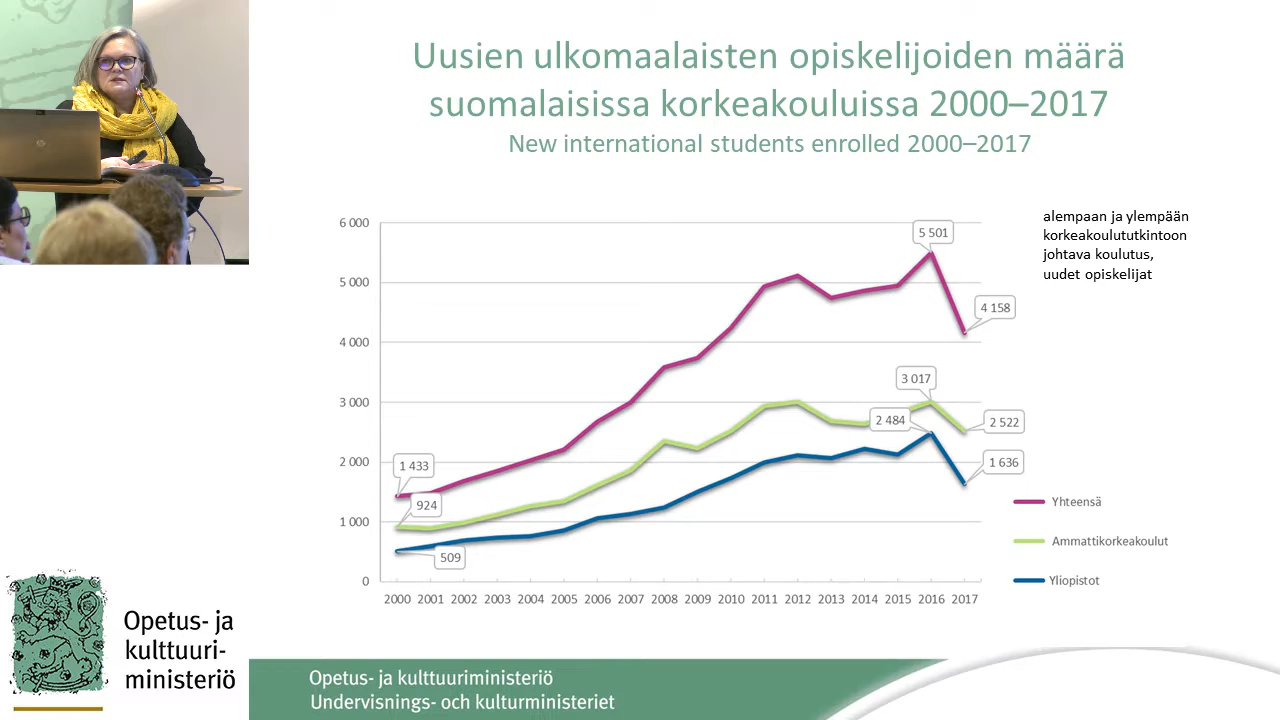 Uusien ulkomaalaisten opiskelijoiden määrä
suomalaisissa korkeakouluissa 2000–2017
New international students enrolled 2000–2017
alempaan ja ylempään
korkeakoulututkintoon
johtava koulutus,
uudet opiskelijat
6 000
5 000
4 000
3 000
2 000
1 000
0
5 501
4 158
3 017
2 484
2 522
1 636
1 433
924
509
2000 2001 2002 2003 2004 2005 2006 2007 2008 2009 2010 2011 2012 2013 2014 2015 2016 2017
Yhteensä
Ammattikorkeakoulut
Yliopistot
Opetus- ja
kulttuuri-
ministeriö
Opetus- ja kulttuuriministeriö
Undervisnings- och kulturministeriet